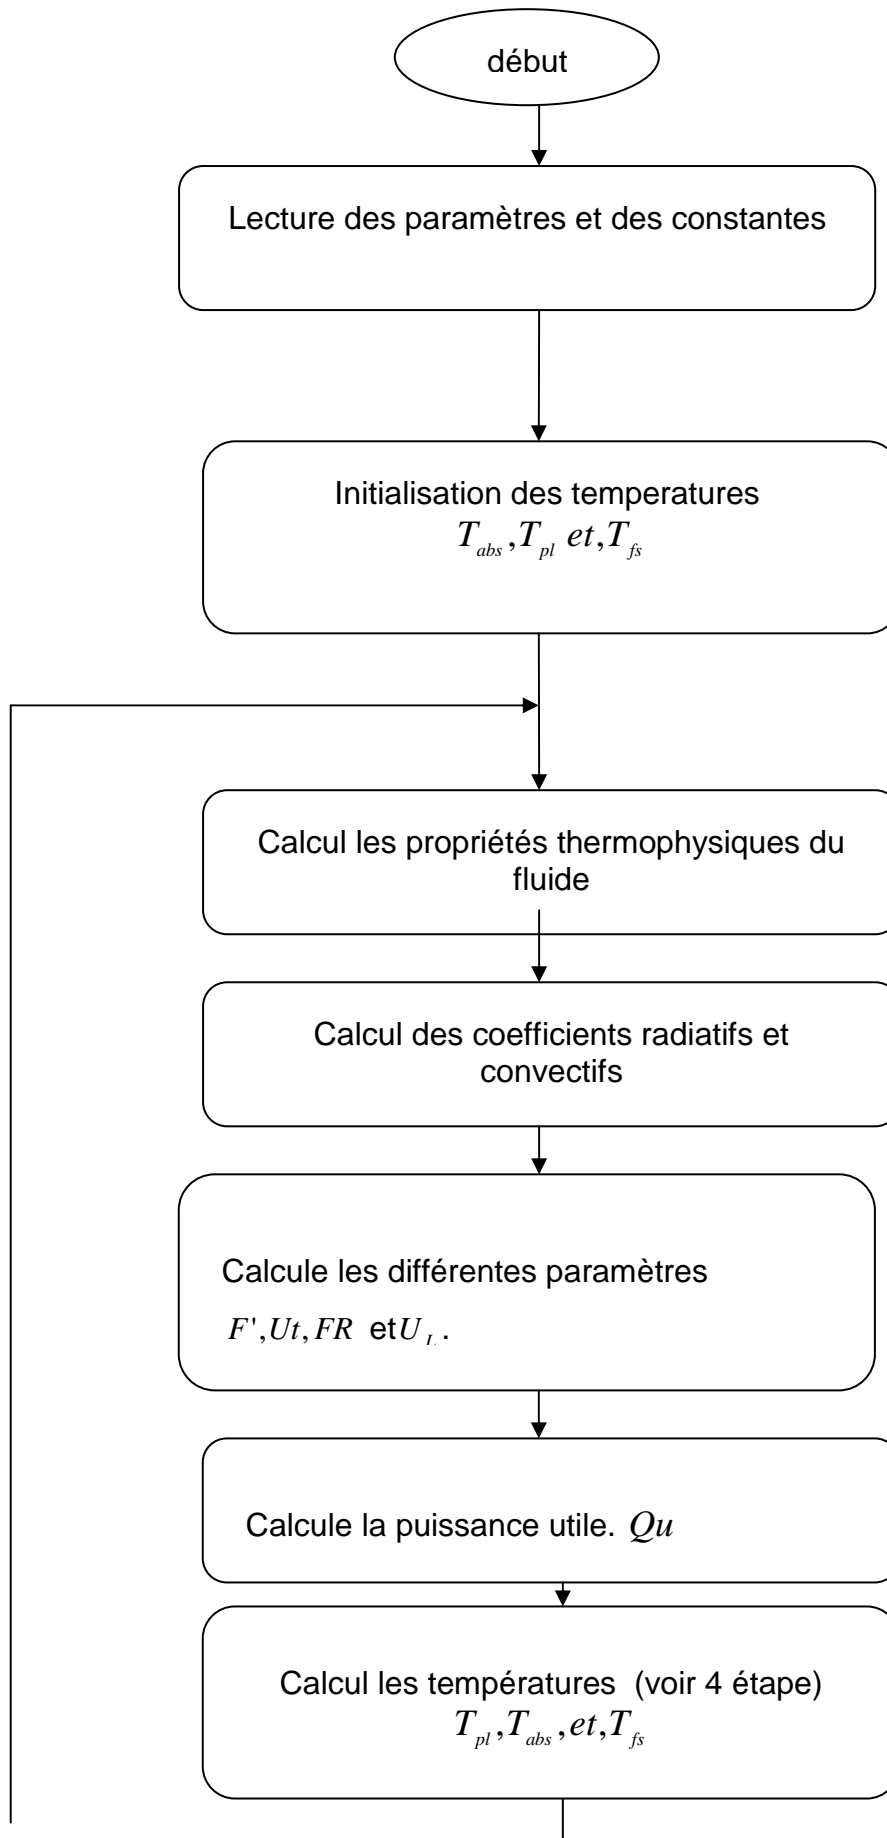 début
Lecture des paramètres et des constantes
Initialisation des temperatures
T_abs ,T_pl et,T_fs
Calcul les propriétés thermophysiques du
fluide
Calcul des coefficients radiatifs et
convectifs
Calcule les différentes paramètres
F',Ut,FR etU_L.
Calcule la puissance utile. Qu
Calcul les températures (voir 4 étape)
T_pl ,T_abs ,et,T_fs